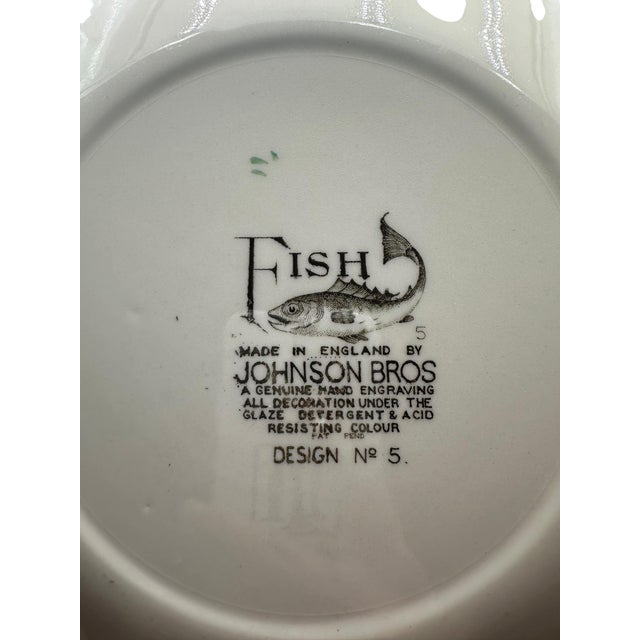 FISH
5
MADE IN ENGLAND BY
JOHNSON BROS
A GENUINE HAND ENGRAVING
ALL DECORATION UNDER THE
GLAZE DETERGENT & ACID
RESISTING COLOUR
PAT PEND
DESIGN Nº 5.